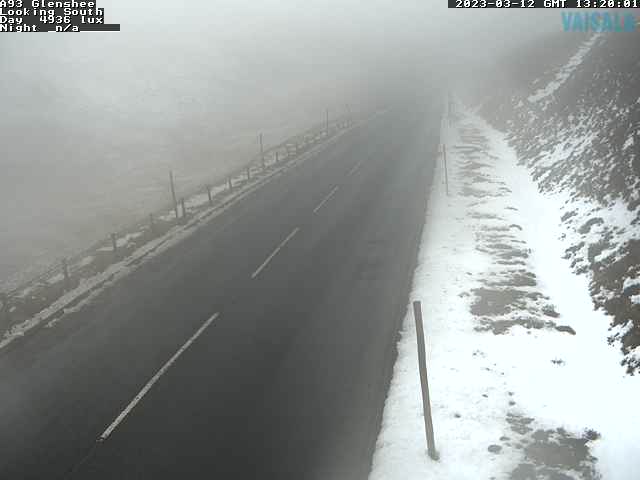 A93 Glenshee
2023-03-12 GMT 13:20:01
Looking South
Day 4936 lux
VAISALA
Night n/a